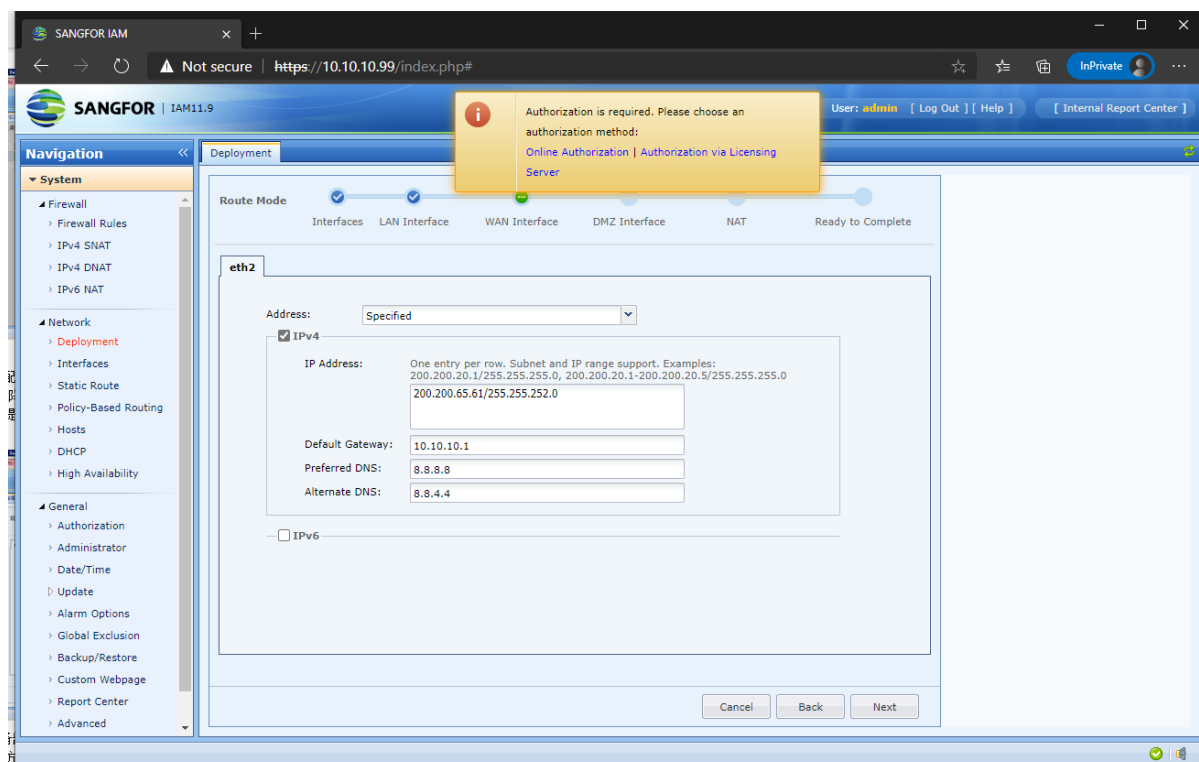 SANGFOR IAM
Not secure | https://10.10.10.99/index.php#
InPrivate
SANGFOR | IAM11.9
Authorization is required. Please choose an
authorization method:
Online Authorization | Authorization via Licensing
Server
User: admin [ Log Out ] [ Help ] [ Internal Report Center ]
Navigation
Deployment
System
Firewall
Firewall Rules
IPv4 SNAT
IPv4 DNAT
IPv6 NAT
Network
Deployment
Interfaces
Static Route
Policy-Based Routing
Hosts
DHCP
High Availability
General
Authorization
Administrator
Date/Time
Update
Alarm Options
Global Exclusion
Backup/Restore
Custom Webpage
Report Center
Advanced
Route Mode
Interfaces LAN Interface WAN Interface DMZ Interface NAT Ready to Complete
eth2
Address: Specified
IPv4
IP Address: One entry per row. Subnet and IP range support. Examples:
200.200.20.1/255.255.255.0, 200.200.20.1-200.200.20.5/255.255.255.0
200.200.65.61/255.255.252.0
Default Gateway: 10.10.10.1
Preferred DNS: 8.8.8.8
Alternate DNS: 8.8.4.4
IPv6
Cancel Back Next